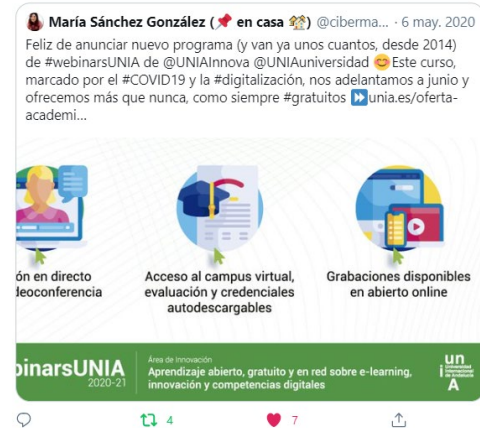 María Sánchez González (📌 en casa 🏡) @ciberma... · 6 may. 2020
Feliz de anunciar nuevo programa (y van ya unos cuantos, desde 2014)
de #webinarsUNIA de @UNIAInnova @UNIAuniversidad 😊Este curso,
marcado por el #COVID19 y la #digitalización, nos adelantamos a junio y
ofrecemos más que nunca, como siempre #gratuitos ⏩unia.es/oferta-
academi...
ón en directo
deoconferencia
Acceso al campus virtual,
evaluación y credenciales
autodescargables
Grabaciones disponibles
en abierto online
binarsUNIA
2020-21
Área de Innovación
Aprendizaje abierto, gratuito y en red sobre e-learning,
innovación y competencias digitales
un
i
A
Universidad
Internacional
de Andalucía
4
7